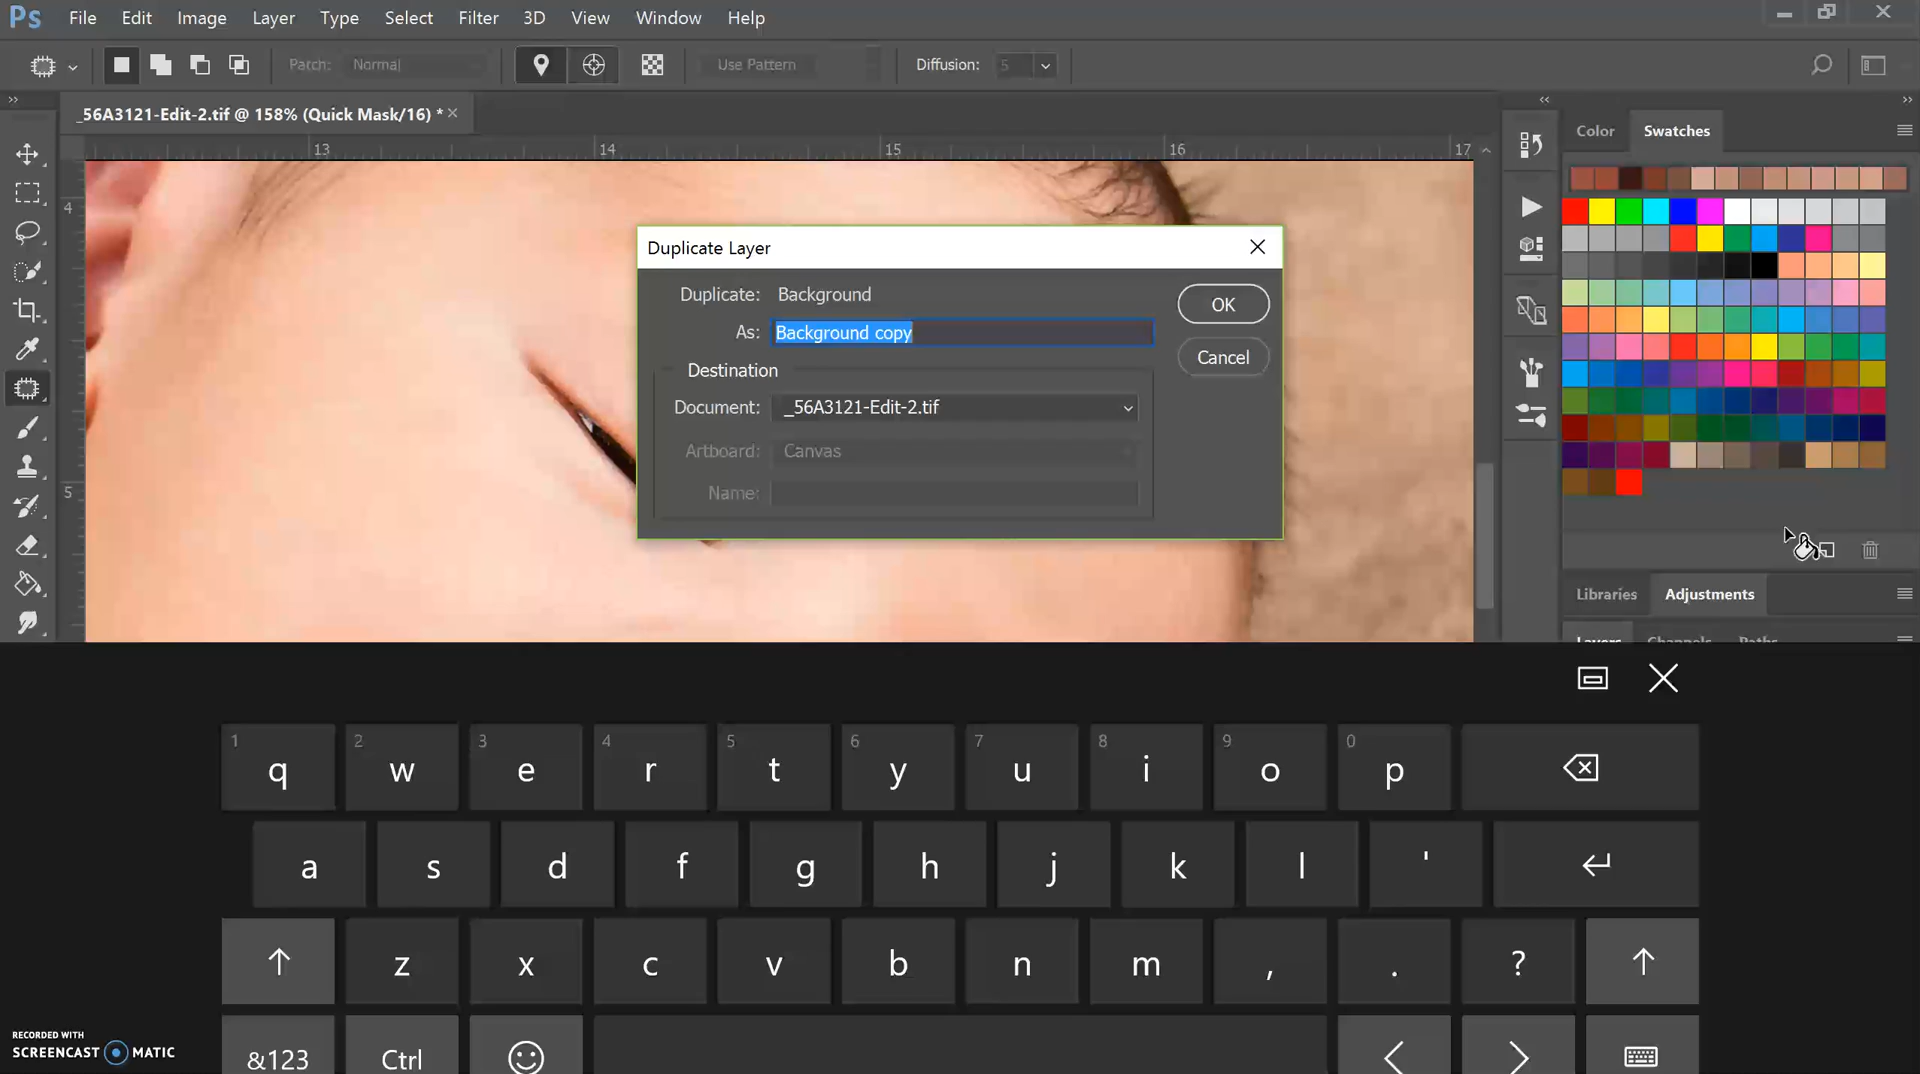 Ps File Edit Image Layer Type Select Filter 3D View Window Help
Patch: Normal Use Pattern Diffusion: 5
_56A3121-Edit-2.tif @ 158% (Quick Mask/16) *
13 14 15 16 17
4
5
Color Swatches
Duplicate Layer
Duplicate: Background
As: Background copy
Destination
Document: _56A3121-Edit-2.tif
Artboard: Canvas
Name:
OK
Cancel
Libraries Adjustments
Layers Channels Paths
1 2 3 4 5 6 7 8 9 0
q w e r t y u i o p
a s d f g h j k l '
z x c v b n m , . ?
&123 Ctrl
RECORDED WITH
SCREENCAST MATIC